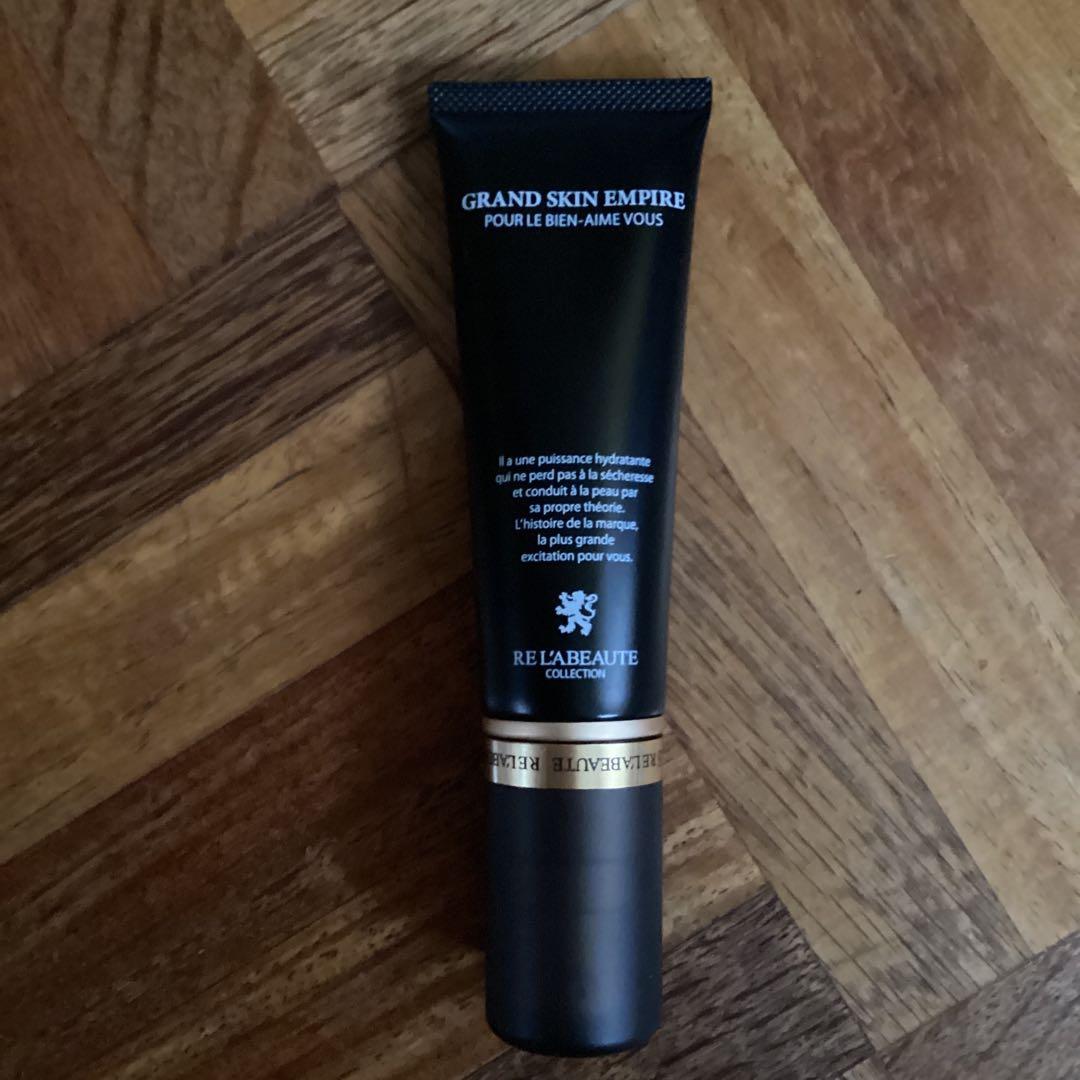 GRAND SKIN EMPIRE
POUR LE BIEN-AIME VOUS
Il a une puissance hydratante
qui ne perd pas à la sécheresse
et conduit à la peau par
sa propre théorie.
L'histoire de la marque,
la plus grande
excitation pour vous.
RE L'ABEAUTE
COLLECTION
REL'ABEAUTE REL'ABE